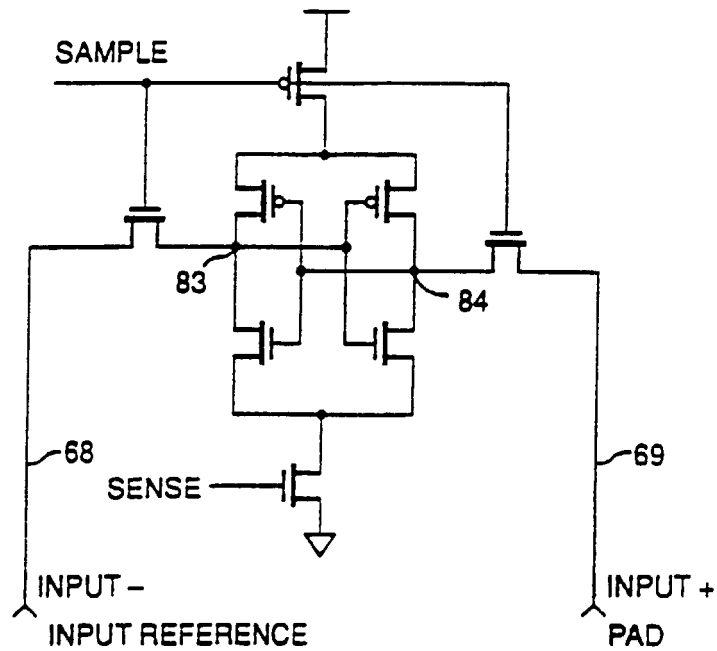 SAMPLE
83
84
68
69
SENSE
INPUT –
INPUT REFERENCE
INPUT +
PAD